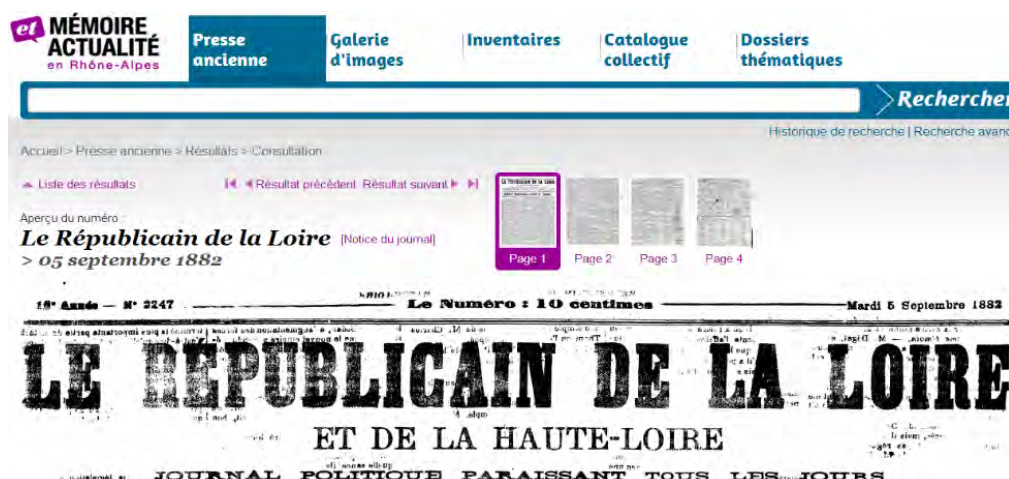 et MÉMOIRE
ACTUALITÉ
en Rhône-Alpes
Presse
ancienne
Galerie
d'images
Inventaires
Catalogue
collectif
Dossiers
thématiques
Rechercher
Historique de recherche | Recherche avanc
Accueil > Presse ancienne > Résultats > Consultation
Liste des résultats
Résultat précédent Résultat suivant
Aperçu du numéro :
Le Républicain de la Loire [Notice du journal]
> 05 septembre 1882
Page 1 Page 2 Page 3 Page 4
Année — N° 2247
Le Numéro : 10 centimes
Mardi 5 Septembre 1882
LE REPUBLICAIN DE LA LOIRE
ET DE LA HAUTE-LOIRE
JOURNAL POLITIQUE PARAISSANT TOUS LES JOURS